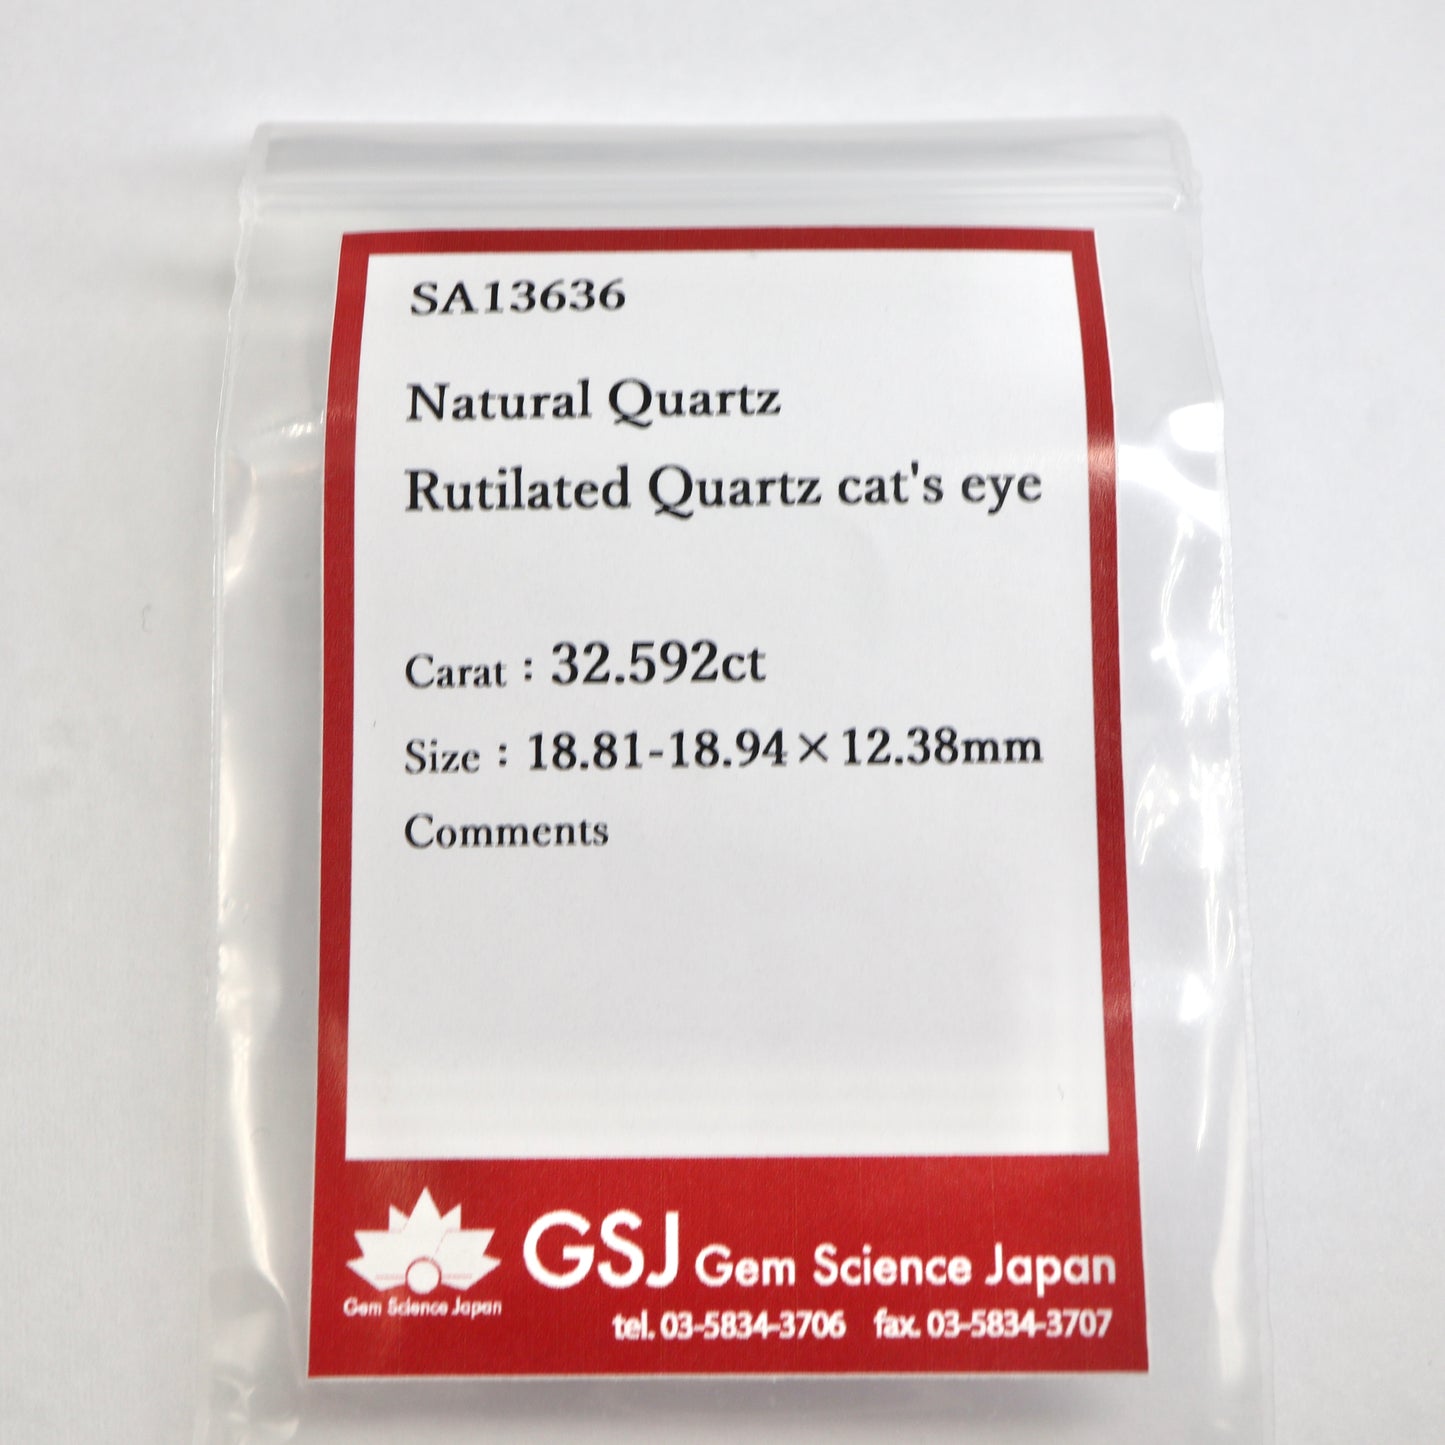 SA13636
Natural Quartz
Rutilated Quartz cat's eye
Carat：32.592ct
Size：18.81-18.94×12.38mm
Comments
GSJ Gem Science Japan
Gem Science Japan
tel. 03-5834-3706 fax. 03-5834-3707